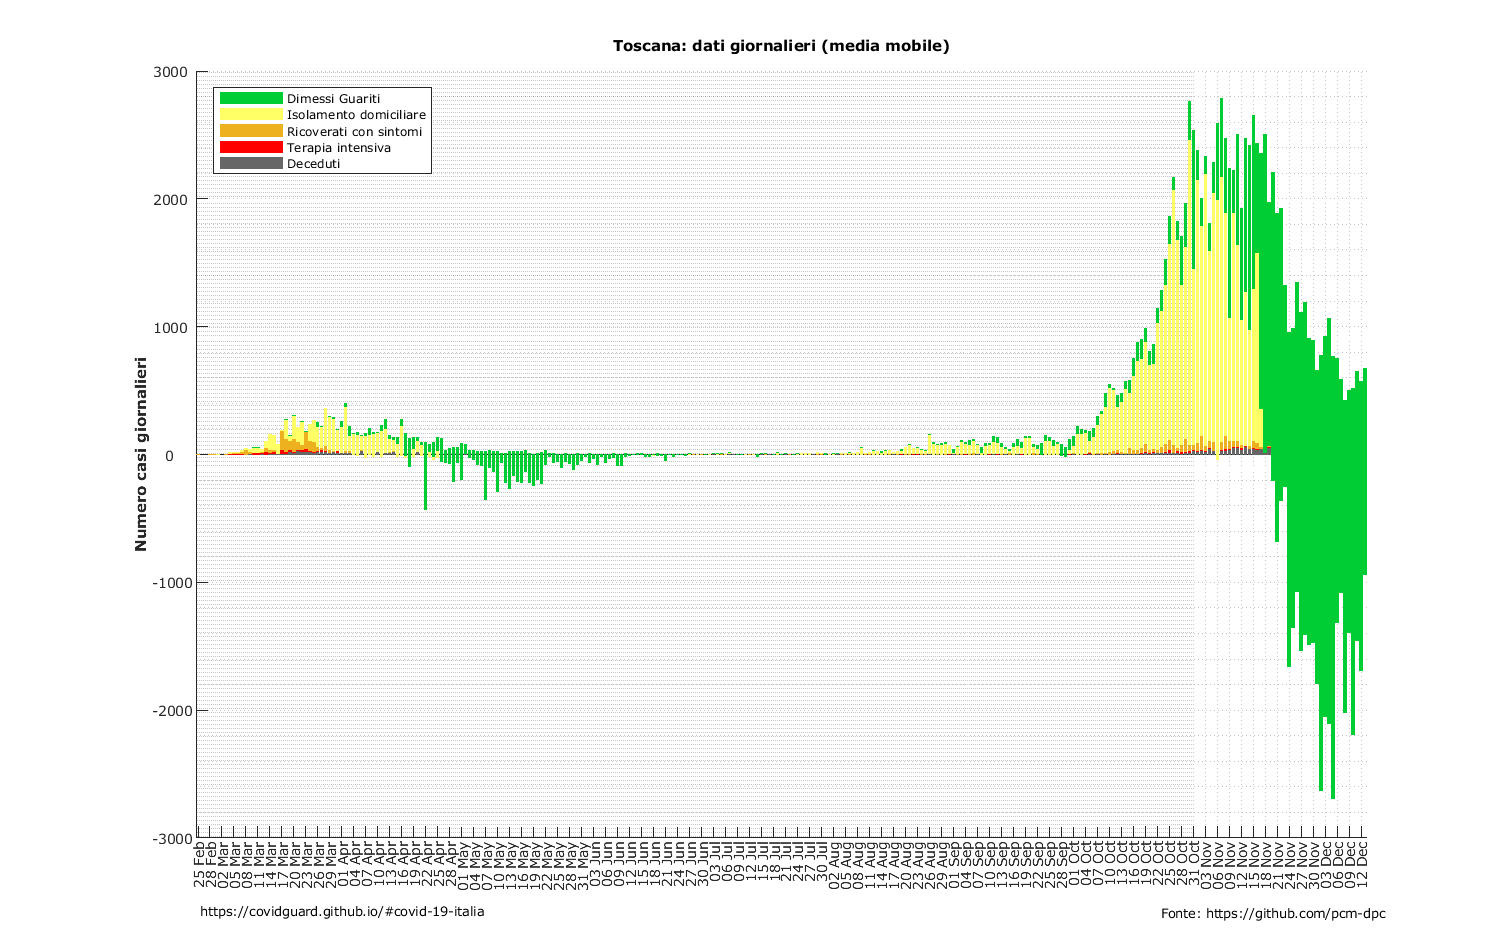 Toscana: dati giornalieri (media mobile)
3000
2000
1000
0
-1000
-2000
-3000
Numero casi giornalieri
Dimessi Guariti
Isolamento domiciliare
Ricoverati con sintomi
Terapia intensiva
Deceduti
25 Feb
28 Feb
02 Mar
05 Mar
08 Mar
11 Mar
14 Mar
17 Mar
20 Mar
23 Mar
26 Mar
29 Mar
01 Apr
04 Apr
07 Apr
10 Apr
13 Apr
16 Apr
19 Apr
22 Apr
25 Apr
28 Apr
01 May
04 May
07 May
10 May
13 May
16 May
19 May
22 May
25 May
28 May
31 May
03 Jun
06 Jun
09 Jun
12 Jun
15 Jun
18 Jun
21 Jun
24 Jun
27 Jun
30 Jun
03 Jul
06 Jul
09 Jul
12 Jul
15 Jul
18 Jul
21 Jul
24 Jul
27 Jul
30 Jul
02 Aug
05 Aug
08 Aug
11 Aug
14 Aug
17 Aug
20 Aug
23 Aug
26 Aug
29 Aug
01 Sep
04 Sep
07 Sep
10 Sep
13 Sep
16 Sep
19 Sep
22 Sep
25 Sep
28 Sep
01 Oct
04 Oct
07 Oct
10 Oct
13 Oct
16 Oct
19 Oct
22 Oct
25 Oct
28 Oct
31 Oct
03 Nov
06 Nov
09 Nov
12 Nov
15 Nov
18 Nov
21 Nov
24 Nov
27 Nov
30 Nov
03 Dec
06 Dec
09 Dec
12 Dec
https://covidguard.github.io/#covid-19-italia
Fonte: https://github.com/pcm-dpc